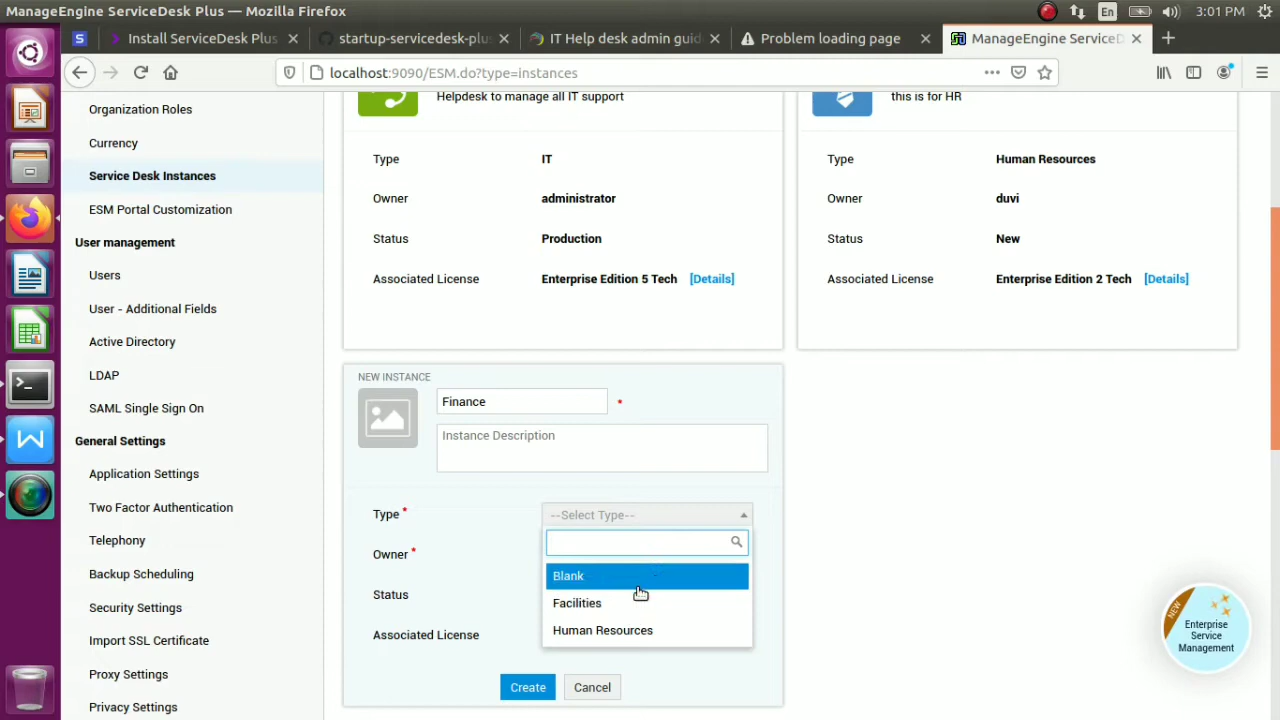 ManageEngine ServiceDesk Plus - Mozilla Firefox
En
3:01 PM
S
Install ServiceDesk Plus
startup-servicedesk-plu
IT Help desk admin guid
Problem loading page
ManageEngine ServiceD
localhost:9090/ESM.do?type=instances
Organization Roles
Currency
Service Desk Instances
ESM Portal Customization
User management
Users
User - Additional Fields
Active Directory
LDAP
SAML Single Sign On
General Settings
Application Settings
Two Factor Authentication
Telephony
Backup Scheduling
Security Settings
Import SSL Certificate
Proxy Settings
Privacy Settings
Helpdesk to manage all IT support
Type IT
Owner administrator
Status Production
Associated License Enterprise Edition 5 Tech [Details]
this is for HR
Type Human Resources
Owner duvi
Status New
Associated License Enterprise Edition 2 Tech [Details]
NEW INSTANCE
Finance *
Instance Description
Type * --Select Type--
Blank
Facilities
Human Resources
Owner *
Status
Associated License
Create Cancel
NEW
Enterprise
Service
Management